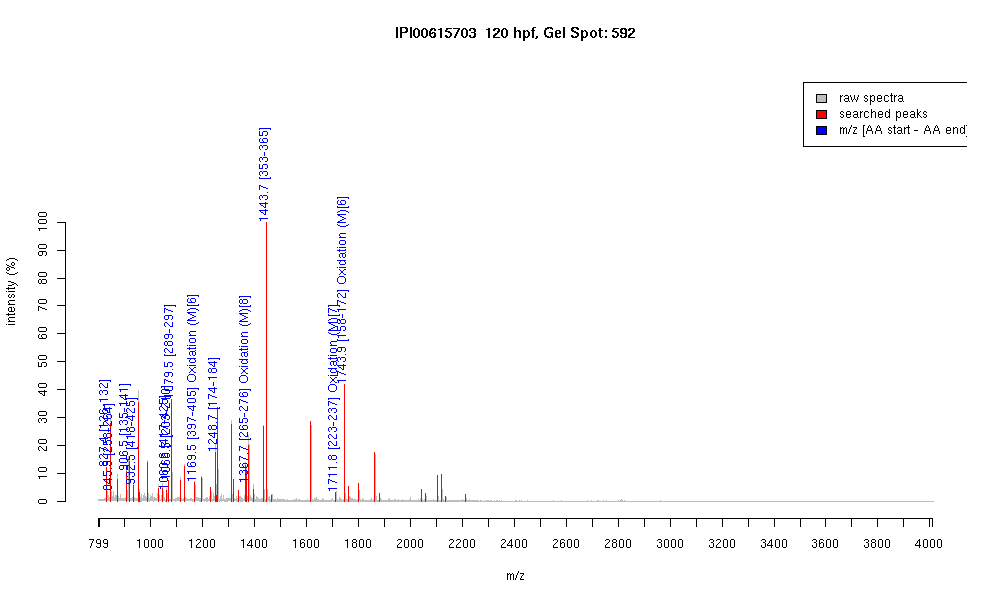 IPI00615703 120 hpf, Gel Spot: 592
raw spectra
searched peaks
m/z [AA start - AA end]
1443.7 [353-365]
1743.9 [158-172] Oxidation (M)[6]
1711.8 [223-237] Oxidation (M)[7]
1367.7 [265-276] Oxidation (M)[8]
1248.7 [174-184]
1169.5 [397-405] Oxidation (M)[6]
1079.5 [289-297]
932.5 [418-425]
906.5 [135-141]
intensity (%)
100
90
80
70
60
50
40
30
20
10
0
799 1000 1200 1400 1600 1800 2000 2200 2400 2600 2800 3000 3200 3400 3600 3800 4000
m/z